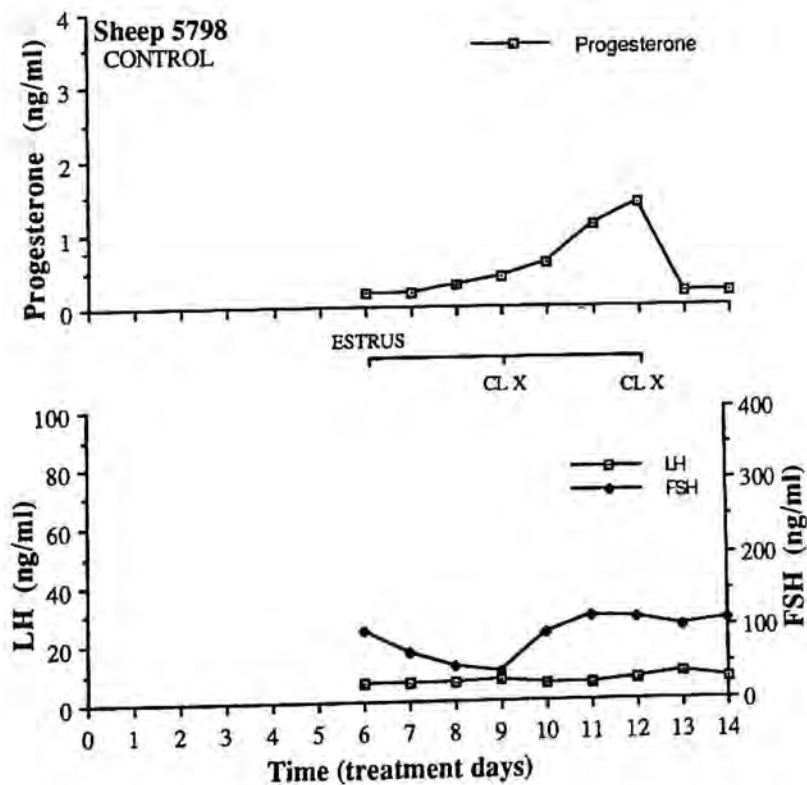 Sheep 5798
CONTROL
Progesterone
Progesterone (ng/ml)
4
3
2
1
0
ESTRUS
CL X
CL X
LH
FSH
LH (ng/ml)
100
80
60
40
20
0
FSH (ng/ml)
400
300
200
100
0
0 1 2 3 4 5 6 7 8 9 10 11 12 13 14
Time (treatment days)